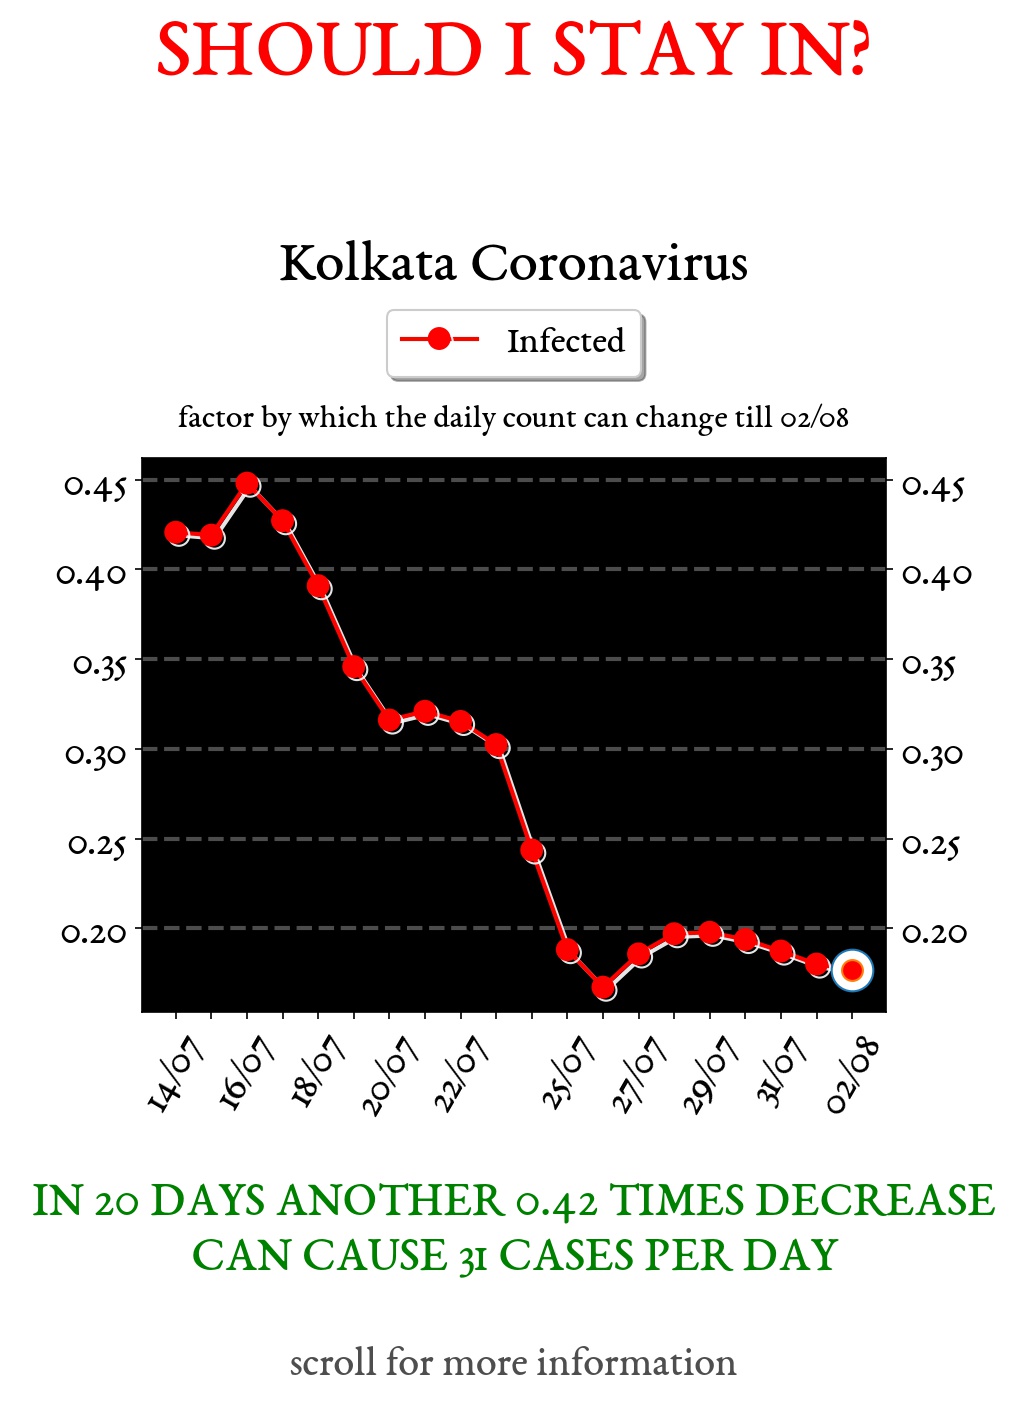 SHOULD I STAY IN?
Kolkata Coronavirus
Infected
factor by which the daily count can change till 02/08
0.45 0.45
0.40 0.40
0.35 0.35
0.30 0.30
0.25 0.25
0.20 0.20
14/07 16/07 18/07 20/07 22/07 25/07 27/07 29/07 31/07 02/08
IN 20 DAYS ANOTHER 0.42 TIMES DECREASE
CAN CAUSE 31 CASES PER DAY
scroll for more information